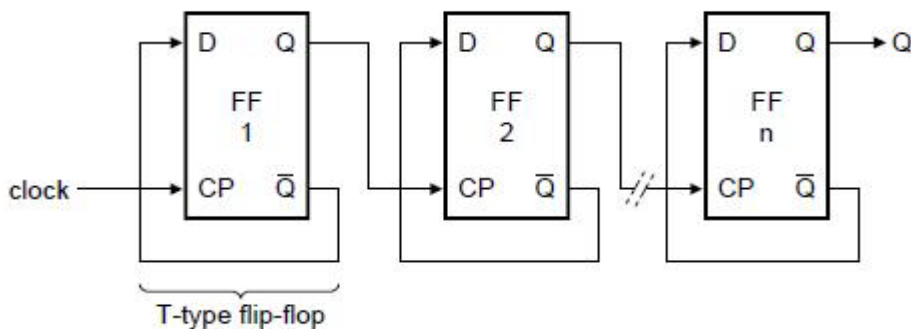 D Q
FF
1
CP Q̅
D Q
FF
2
CP Q̅
D Q
FF
n
CP Q̅
Q
clock
T-type flip-flop